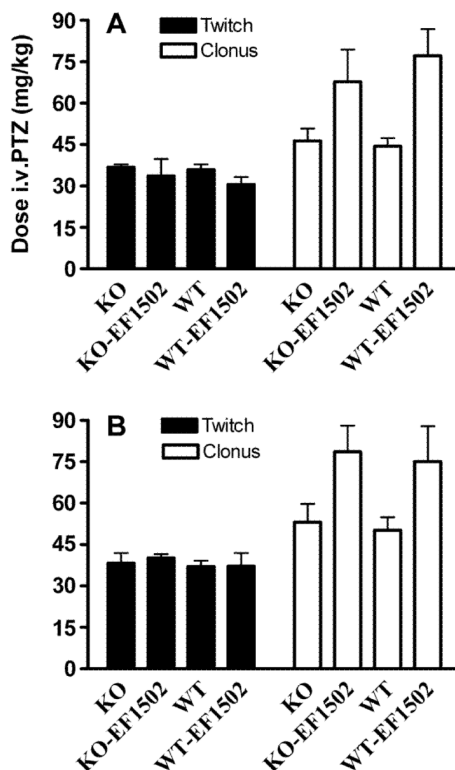 A
Twitch
Clonus
Dose i.v.PTZ (mg/kg)
90
75
60
45
30
15
0
KO
KO-EF1502
WT
WT-EF1502
KO
KO-EF1502
WT
WT-EF1502
B
Twitch
Clonus
90
75
60
45
30
15
0
KO
KO-EF1502
WT
WT-EF1502
KO
KO-EF1502
WT
WT-EF1502